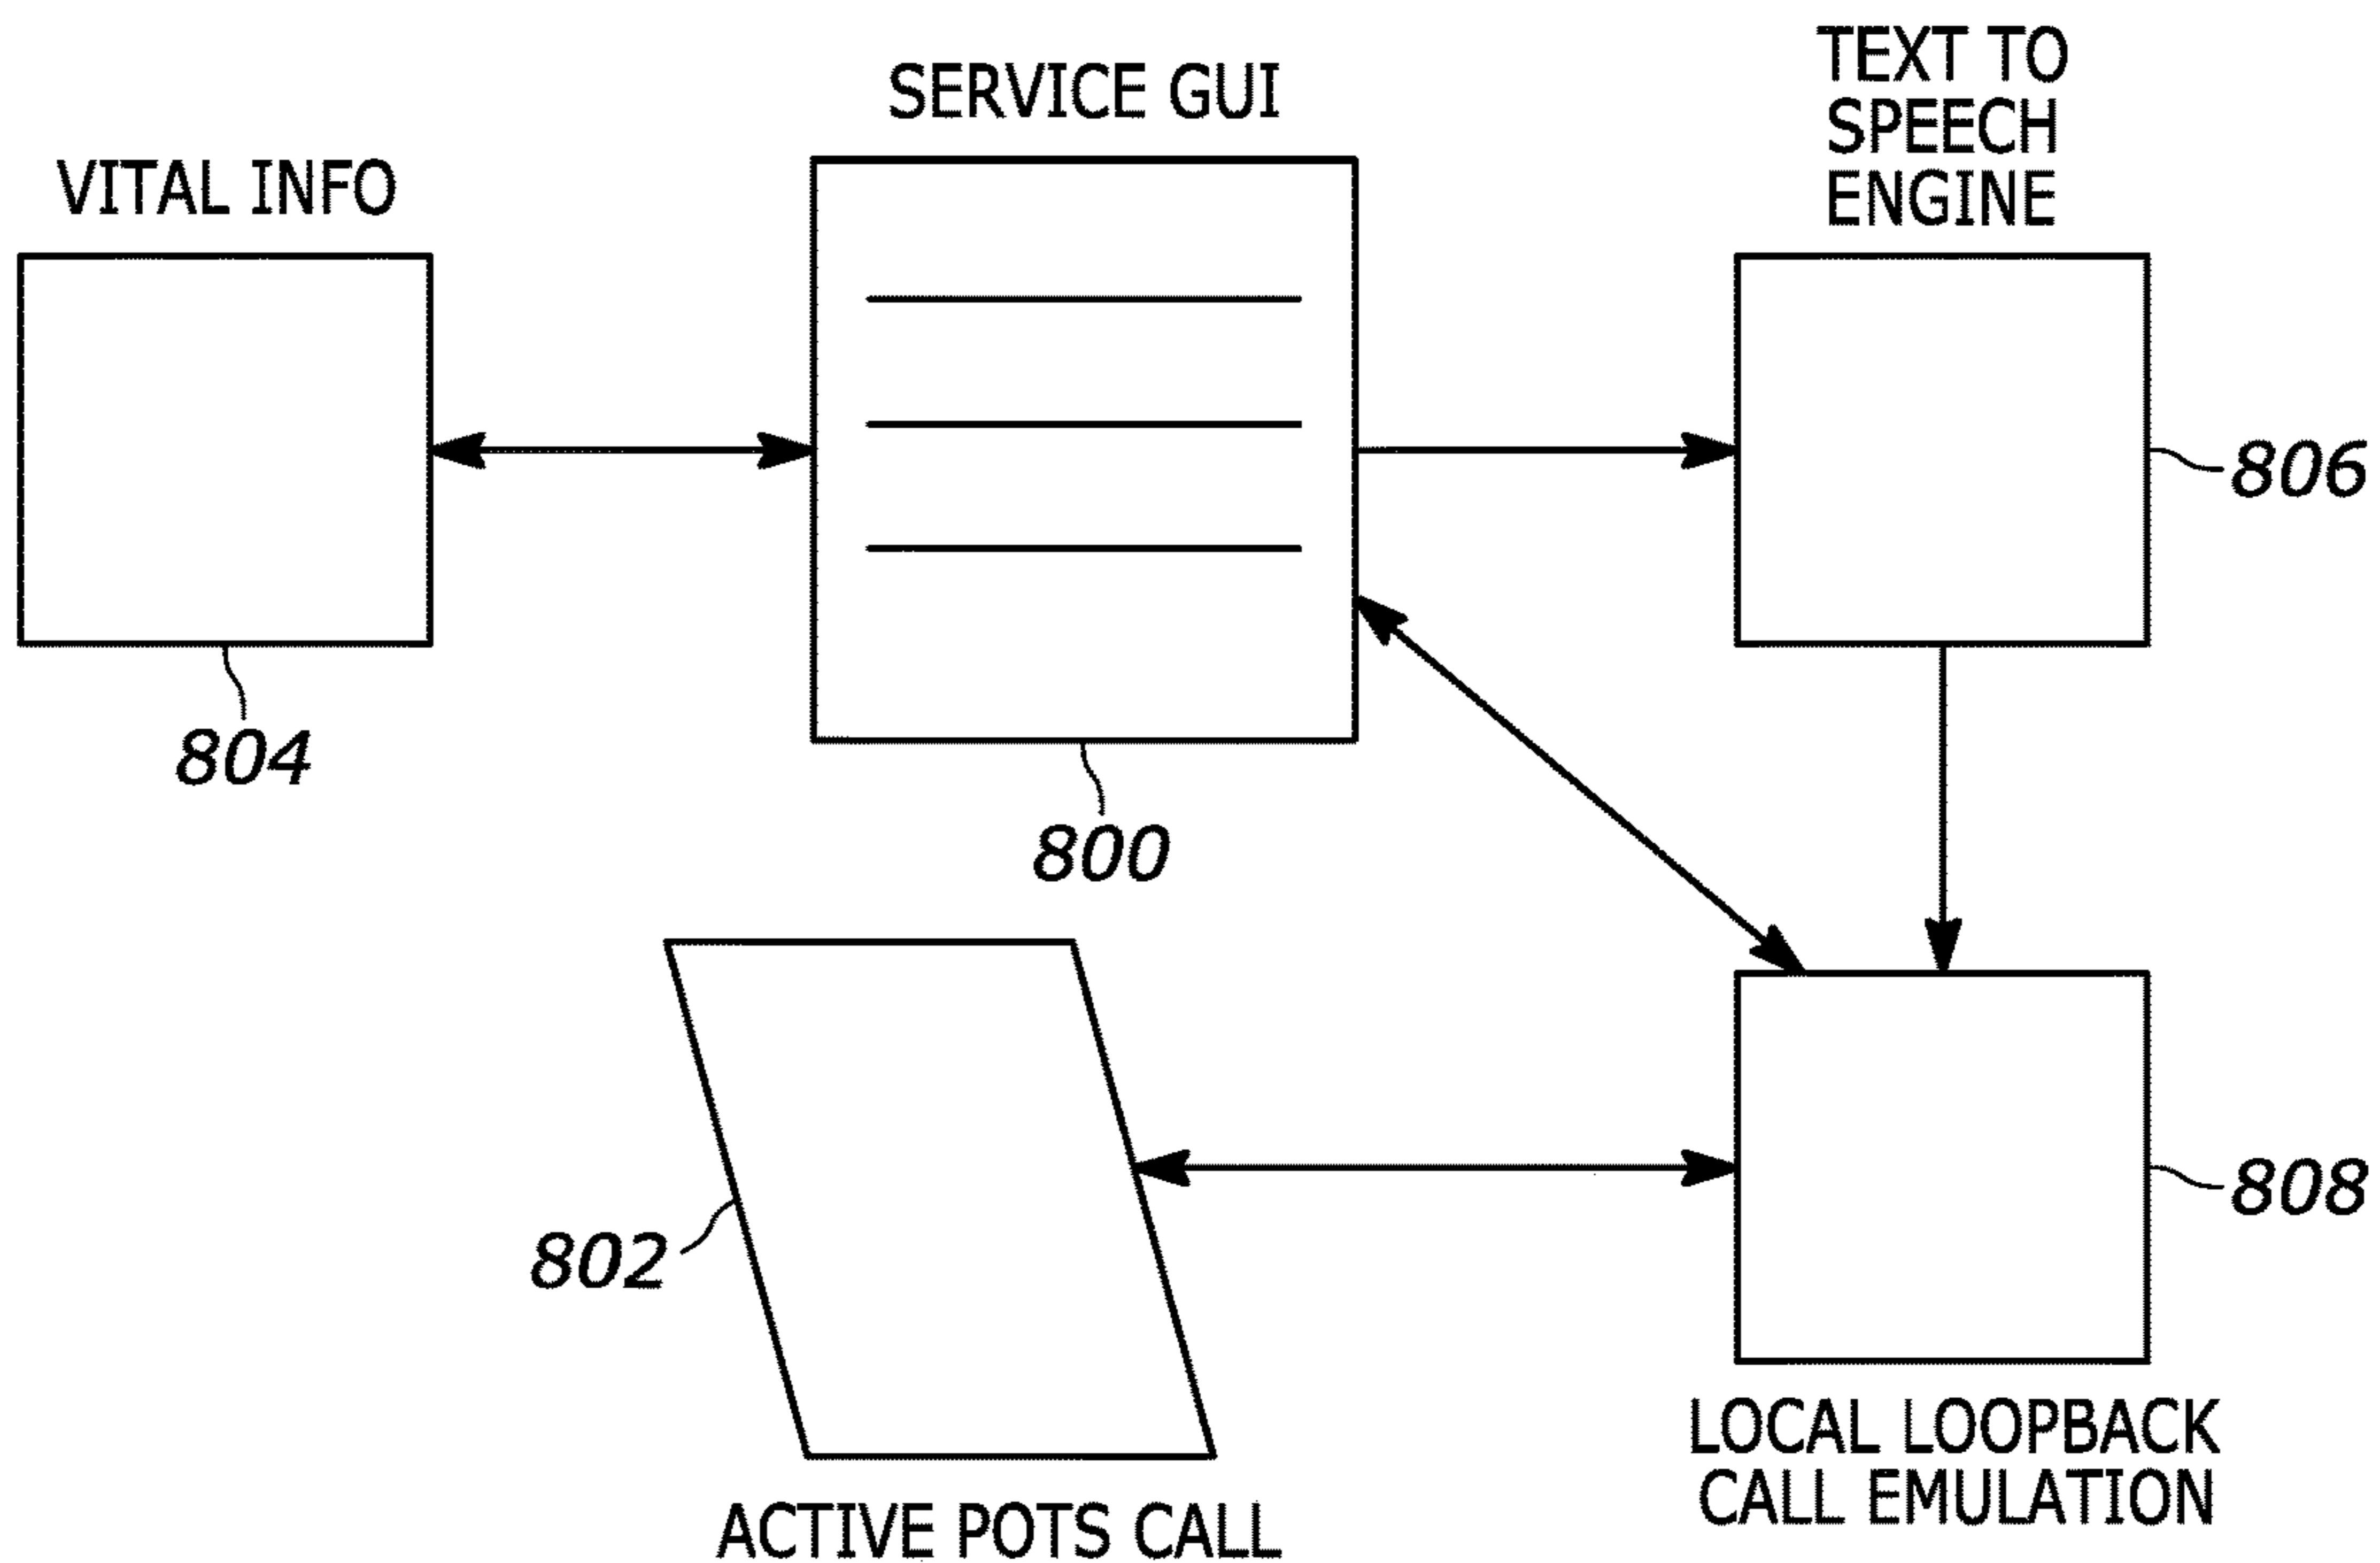 TEXT TO
SPEECH
ENGINE
SERVICE GUI
VITAL INFO
806
804
800
802
808
LOCAL LOOPBACK
CALL EMULATION
ACTIVE POTS CALL